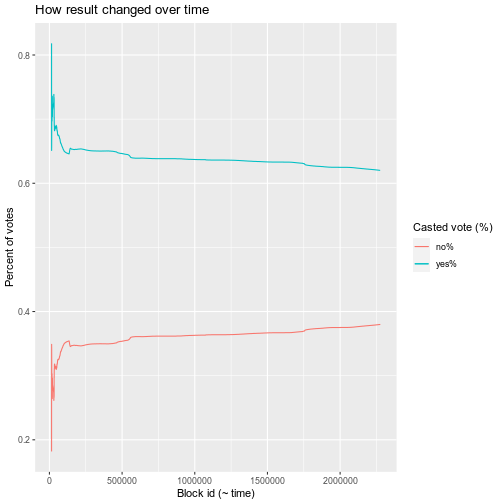 How result changed over time
Percent of votes
0.8
0.6
0.4
0.2
0
500000
1000000
1500000
2000000
Block id (~ time)
Casted vote (%)
no%
yes%